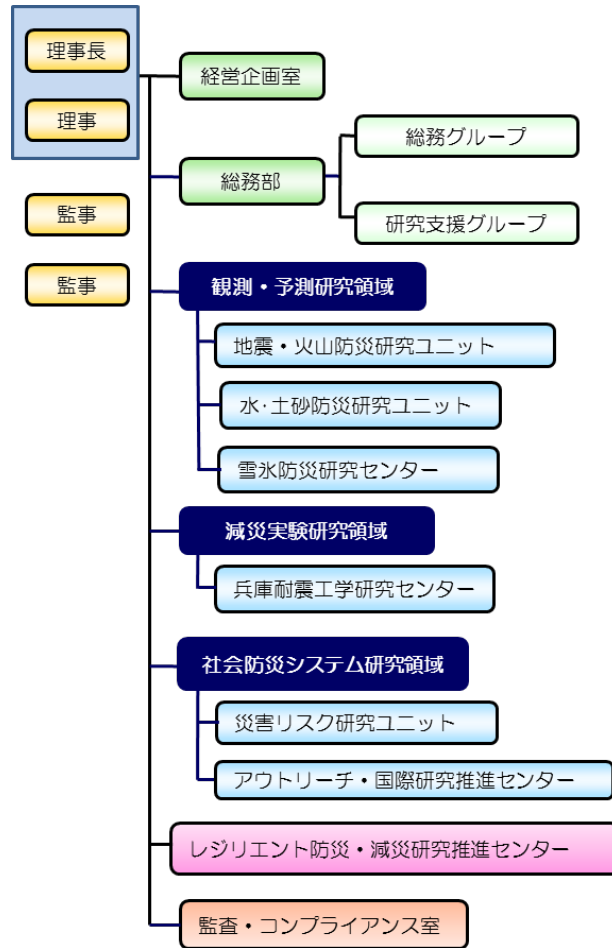 理事長
理事
監事
監事
経営企画室
総務部
総務グループ
研究支援グループ
観測・予測研究領域
地震・火山防災研究ユニット
水・土砂防災研究ユニット
雪氷防災研究センター
減災実験研究領域
兵庫耐震工学研究センター
社会防災システム研究領域
災害リスク研究ユニット
アウトリーチ・国際研究推進センター
レジリエント防災・減災研究推進センター
監査・コンプライアンス室